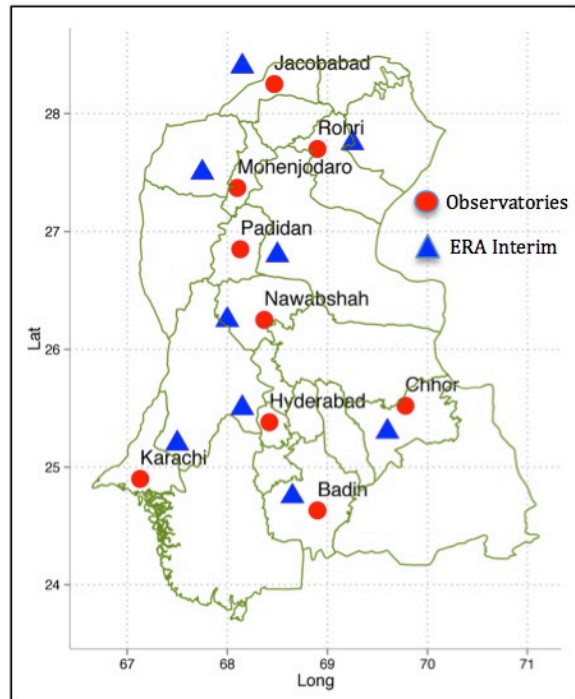 Jacobabad
28
Rohri
Mohenjodaro
Observatories
Padidan
27
ERA Interim
Nawabshah
26
Lat
Chhor
Hyderabad
25
Karachi
Badin
24
67 68 69 70 71
Long